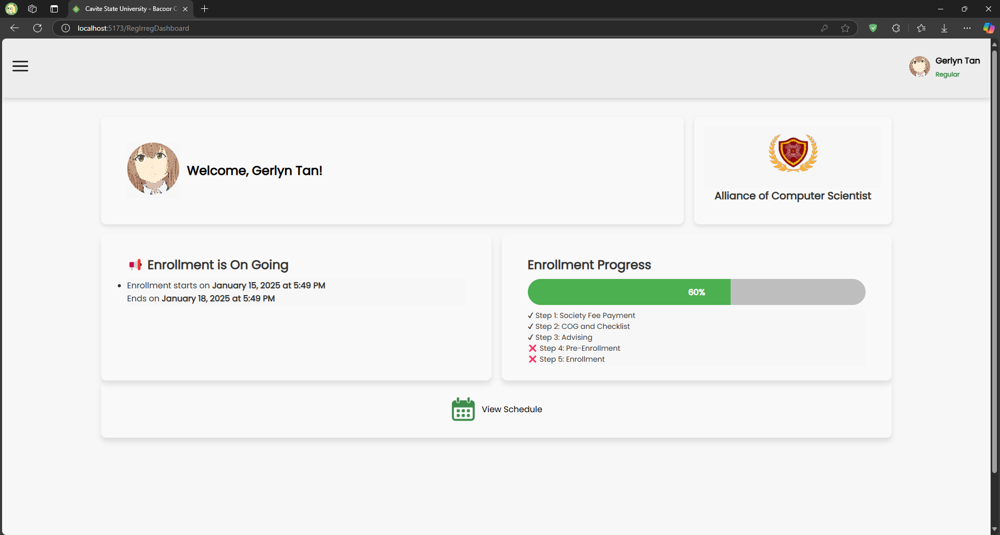 Cavite State University - Bacoor C
localhost:5173/RegIrregDashboard
Gerlyn Tan
Regular
Welcome, Gerlyn Tan!
Alliance of Computer Scientist
Enrollment is On Going
Enrollment starts on January 15, 2025 at 5:49 PM
Ends on January 18, 2025 at 5:49 PM
Enrollment Progress
60%
✓ Step 1: Society Fee Payment
✓ Step 2: COG and Checklist
✓ Step 3: Advising
❌ Step 4: Pre-Enrollment
❌ Step 5: Enrollment
View Schedule